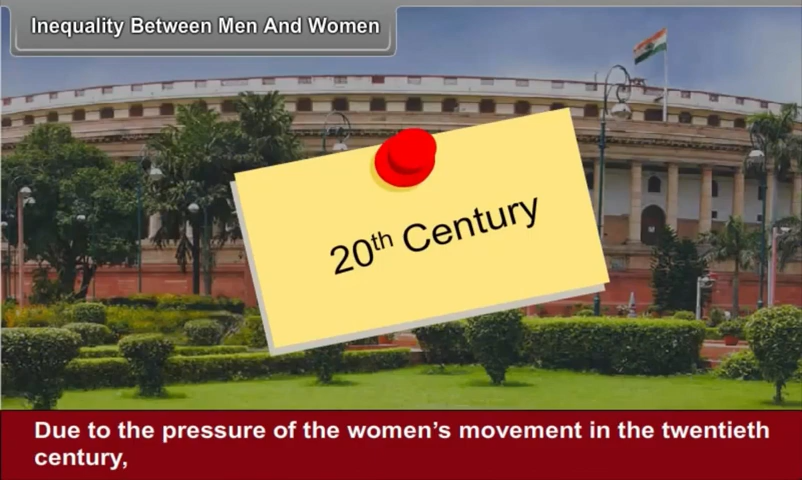 Inequality Between Men And Women
20th Century
Due to the pressure of the women's movement in the twentieth
century,